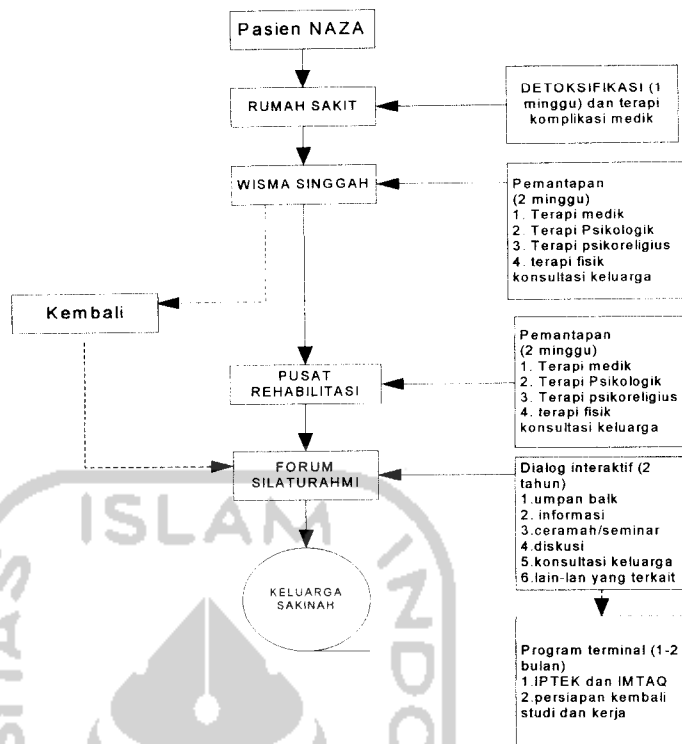 Pasien NAZA
RUMAH SAKIT
DETOKSIFIKASI (1
minggu) dan terapi
komplikasi medik
WISMA SINGGAH
Pemantapan
(2 minggu)
1. Terapi medik
2. Terapi Psikologik
3. Terapi psikoreligius
4. terapi fisik
konsultasi keluarga
Kembali
PUSAT
REHABILITASI
Pemantapan
(2 minggu)
1. Terapi medik
2. Terapi Psikologik
3. Terapi psikoreligius
4. terapi fisik
konsultasi keluarga
FORUM
SILATURAHMI
Dialog interaktif (2
tahun)
1.umpan balk
2. informasi
3.ceramah/seminar
4.diskusi
5.konsultasi keluarga
6.lain-lan yang terkait
KELUARGA
SAKINAH
Program terminal (1-2
bulan)
1.IPTEK dan IMTAQ
2.persiapan kembali
studi dan kerja
ISLAM